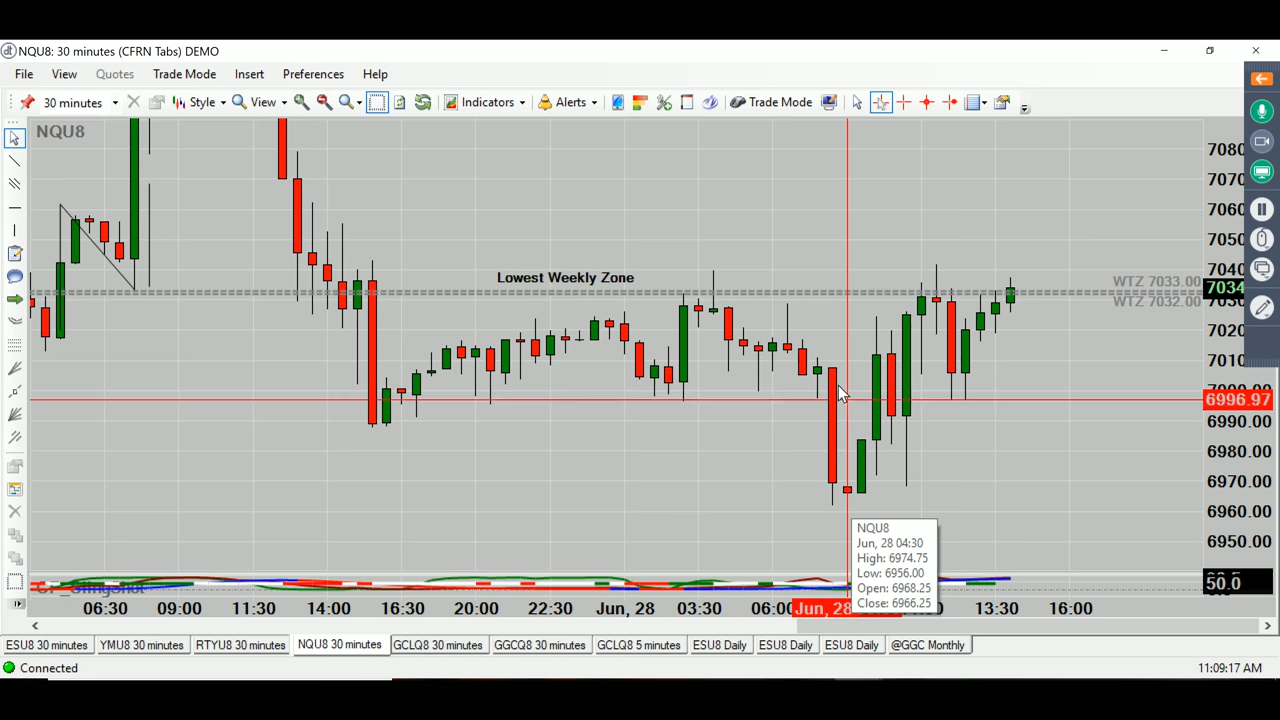 NQU8: 30 minutes (CFRN Tabs) DEMO
File View Quotes Trade Mode Insert Preferences Help
30 minutes Style View Indicators Alerts Trade Mode
NQU8
7080
7070
7060
7050
Lowest Weekly Zone
7040
WTZ 7033.00
7034
WTZ 7032.00
7020
7010
6996.97
6990.00
6980.00
6970.00
6960.00
6950.00
NQU8
Jun, 28 04:30
High: 6974.75
Low: 6956.00
Open: 6968.25
Close: 6966.25
50.0
06:30 09:00 11:30 14:00 16:30 20:00 22:30 Jun, 28 03:30 06:00 Jun, 28 13:30 16:00
ESU8 30 minutes YMU8 30 minutes RTYU8 30 minutes NQU8 30 minutes GCLQ8 30 minutes GGCQ8 30 minutes GCLQ8 5 minutes ESU8 Daily ESU8 Daily ESU8 Daily @GGC Monthly
Connected 11:09:17 AM